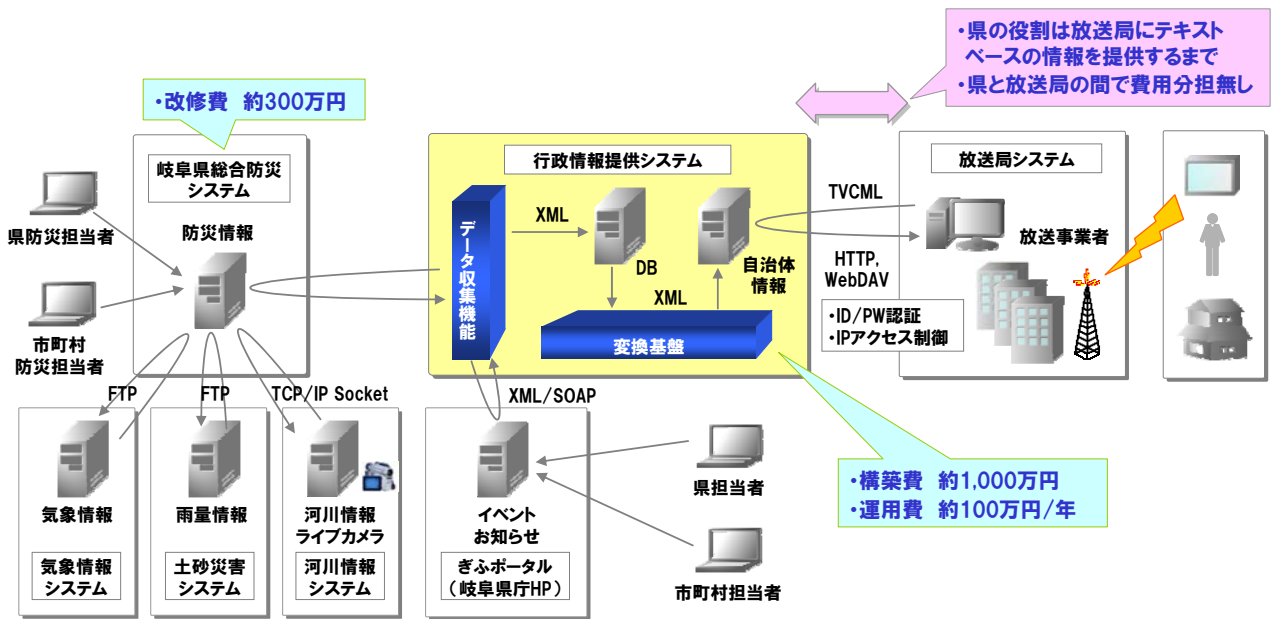 ・県の役割は放送局にテキスト
ベースの情報を提供するまで
・県と放送局の間で費用分担無し
・改修費 約300万円
岐阜県総合防災
システム
県防災担当者
防災情報
市町村
防災担当者
行政情報提供システム
データ収集機能
XML
DB
自治体
情報
XML
変換基盤
TVCML
HTTP,
WebDAV
・ID/PW認証
・IPアクセス制御
放送局システム
放送事業者
FTP
FTP
TCP/IP Socket
XML/SOAP
気象情報
気象情報
システム
雨量情報
土砂災害
システム
河川情報
ライブカメラ
河川情報
システム
イベント
お知らせ
ぎふポータル
(岐阜県庁HP)
県担当者
市町村担当者
・構築費 約1,000万円
・運用費 約100万円/年